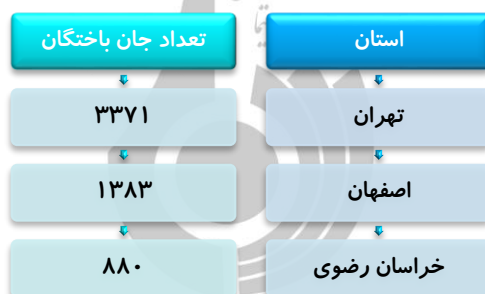 استان تعداد جان باختگان
تهران ۳۳۷۱
اصفهان ۱۳۸۳
خراسان رضوی ۸۸۰